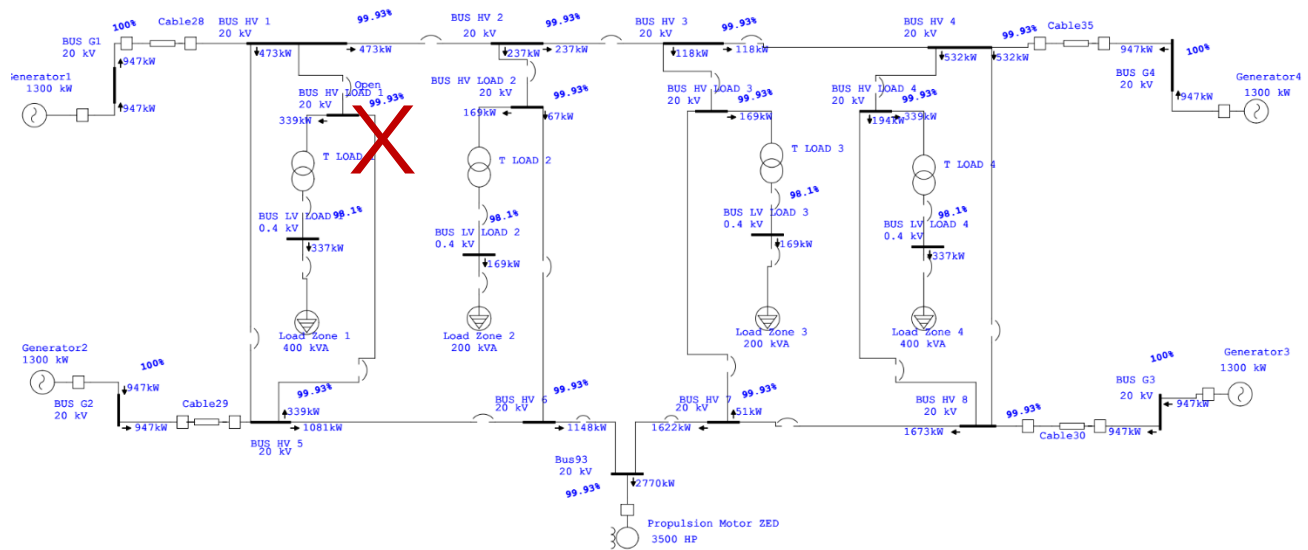 Cable28
BUS HV 1
20 kV
99.93%
BUS HV 2
20 kV
99.93%
BUS HV 3
20 kV
BUS HV 4
20 kV
99.93%
Cable35
100%
BUS G1
20 kV
473kW
473kW
237kW
237kW
118kW
118kW
532kW
532kW
947kW
100%
947kW
Generator1
1300 kW
947kW
BUS G4
20 kV
Generator4
1300 kW
947kW
Open
BUS HV LOAD 1
20 kV
99.93%
339kW
BUS HV LOAD 2
20 kV
99.93%
169kW
67kW
BUS HV LOAD 3
20 kV
99.93%
169kW
BUS HV LOAD 4
20 kV
99.93%
194kW
339kW
T LOAD
T LOAD 2
T LOAD 3
T LOAD 4
98.1%
BUS LV LOAD 1
0.4 kV
337kW
98.1%
BUS LV LOAD 2
0.4 kV
169kW
98.1%
BUS LV LOAD 3
0.4 kV
169kW
98.1%
BUS LV LOAD 4
0.4 kV
337kW
Load Zone 1
400 kVA
Load Zone 2
200 kVA
Load Zone 3
200 kVA
Load Zone 4
400 kVA
Generator2
1300 kW
100%
947kW
BUS G2
20 kV
947kW
Cable29
99.93%
339kW
1081kW
BUS HV 5
20 kV
BUS HV 6
20 kV
99.93%
1148kW
BUS HV 7
20 kV
99.93%
51kW
1622kW
BUS HV 8
20 kV
99.93%
1673kW
Cable30
947kW
100%
BUS G3
20 kV
947kW
Generator3
1300 kW
Bus93
20 kV
99.93%
2770kW
Propulsion Motor ZED
3500 HP